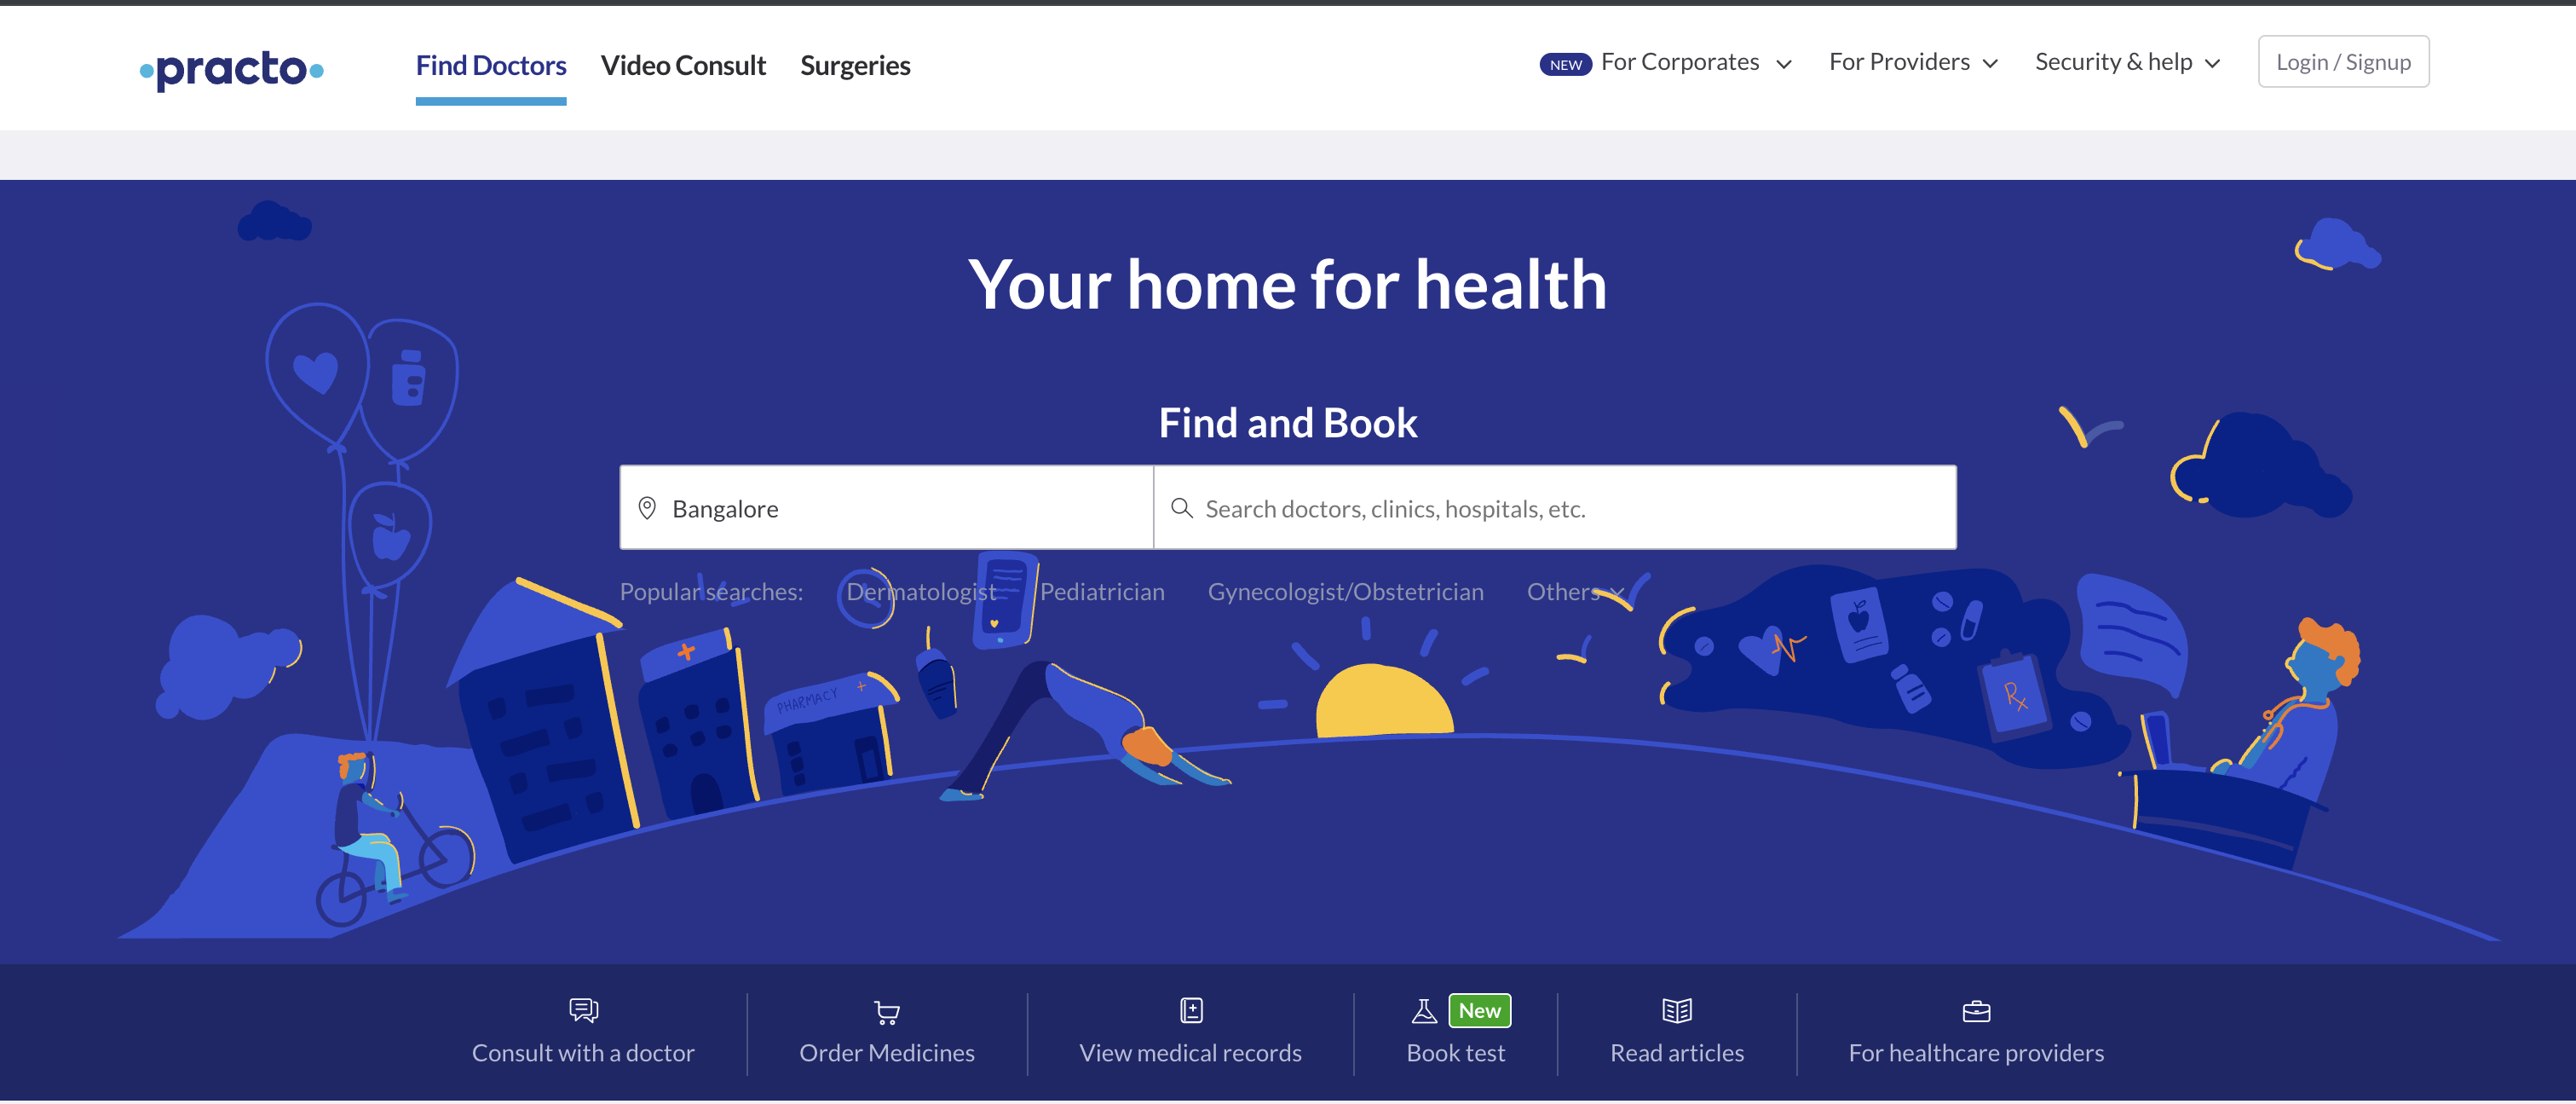 practo
Find Doctors
Video Consult
Surgeries
NEW For Corporates
For Providers
Security & help
Login / Signup
Your home for health
Find and Book
Bangalore
Search doctors, clinics, hospitals, etc.
Popular searches:
Dermatologist
Pediatrician
Gynecologist/Obstetrician
Others
PHARMACY +
Rx
Consult with a doctor
Order Medicines
View medical records
New
Book test
Read articles
For healthcare providers